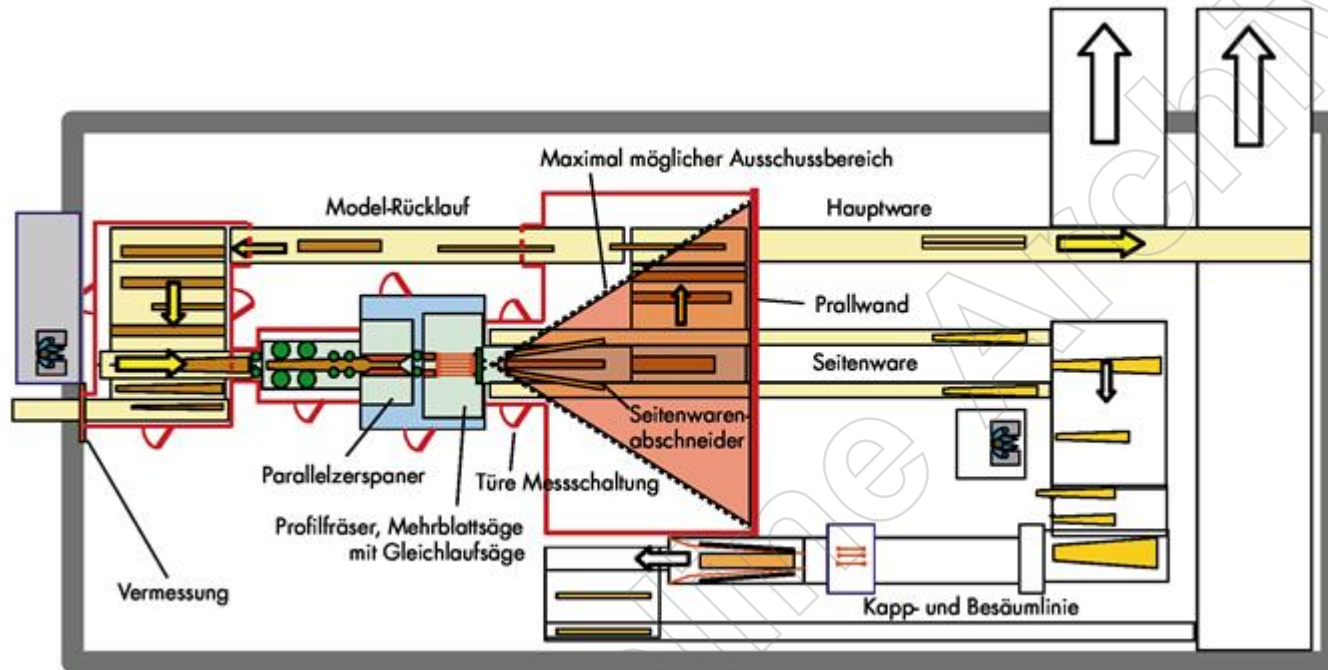 Maximal möglicher Ausschussbereich
Model-Rücklauf
Hauptware
Prallwand
Seitenware
Seitenwaren-
abschneider
Parallelzerspaner
Türe Messschaltung
Profilfräser, Mehrblattsäge
mit Gleichlaufsäge
Vermessung
Kapp- und Besäumlinie